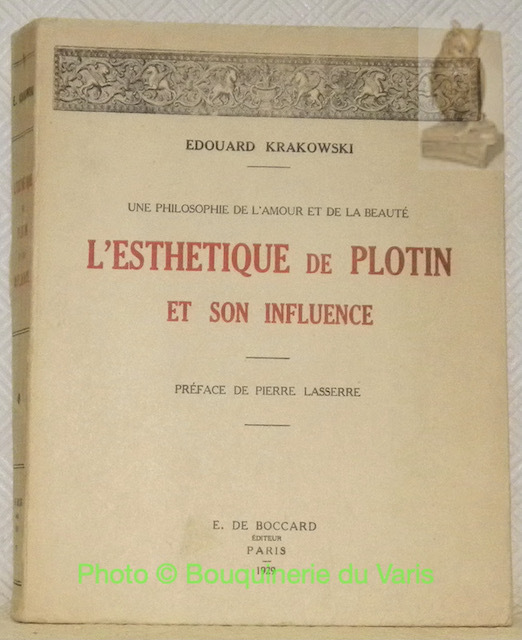 EDOUARD KRAKOWSKI
UNE PHILOSOPHIE DE L'AMOUR ET DE LA BEAUTÉ
L'ESTHETIQUE DE PLOTIN
ET SON INFLUENCE
PRÉFACE DE PIERRE LASSERRE
E. DE BOCCARD
ÉDITEUR
PARIS
1929
Photo © Bouquinerie du Varis